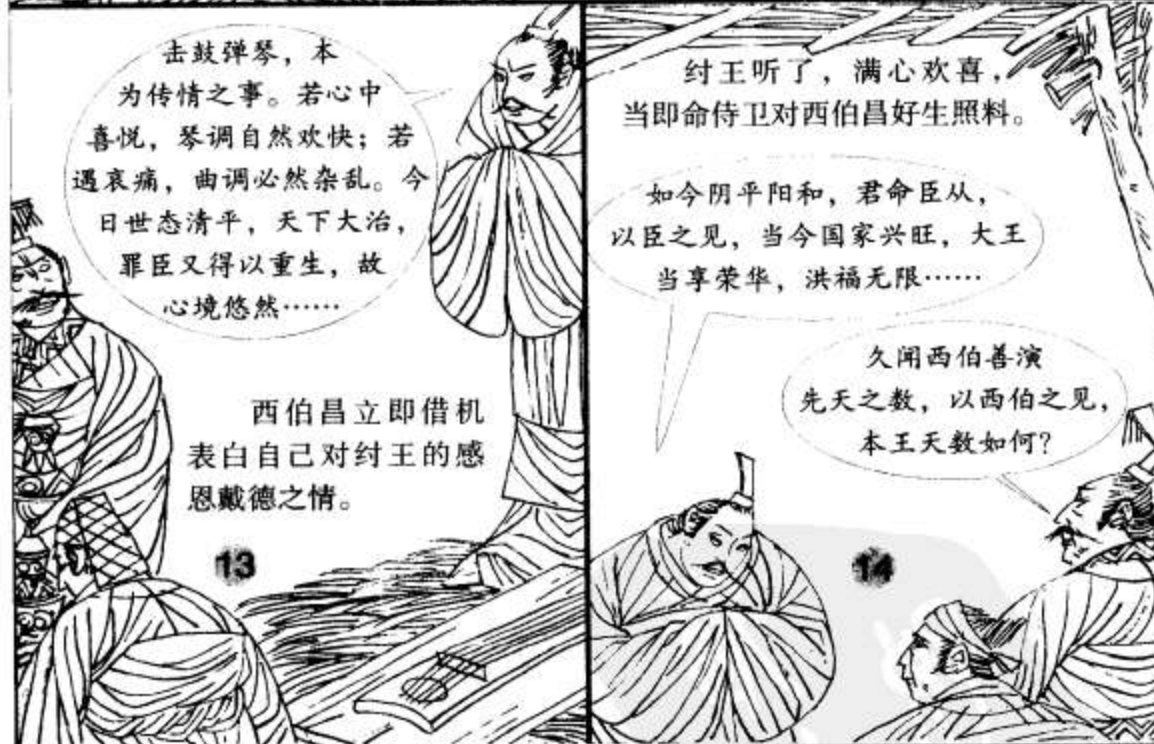 击鼓弹琴，本
为传情之事。若心中
喜悦，琴调自然欢快；若
遇哀痛，曲调必然杂乱。今
日世态清平，天下大治，
罪臣又得以重生，故
心境悠然……
西伯昌立即借机
表白自己对纣王的感
恩戴德之情。
13
纣王听了，满心欢喜，
当即命侍卫对西伯昌好生照料。
如今阴平阳和，君命臣从，
以臣之见，当今国家兴旺，大王
当享荣华，洪福无限……
久闻西伯善演
先天之数，以西伯之见，
本王天数如何？
14